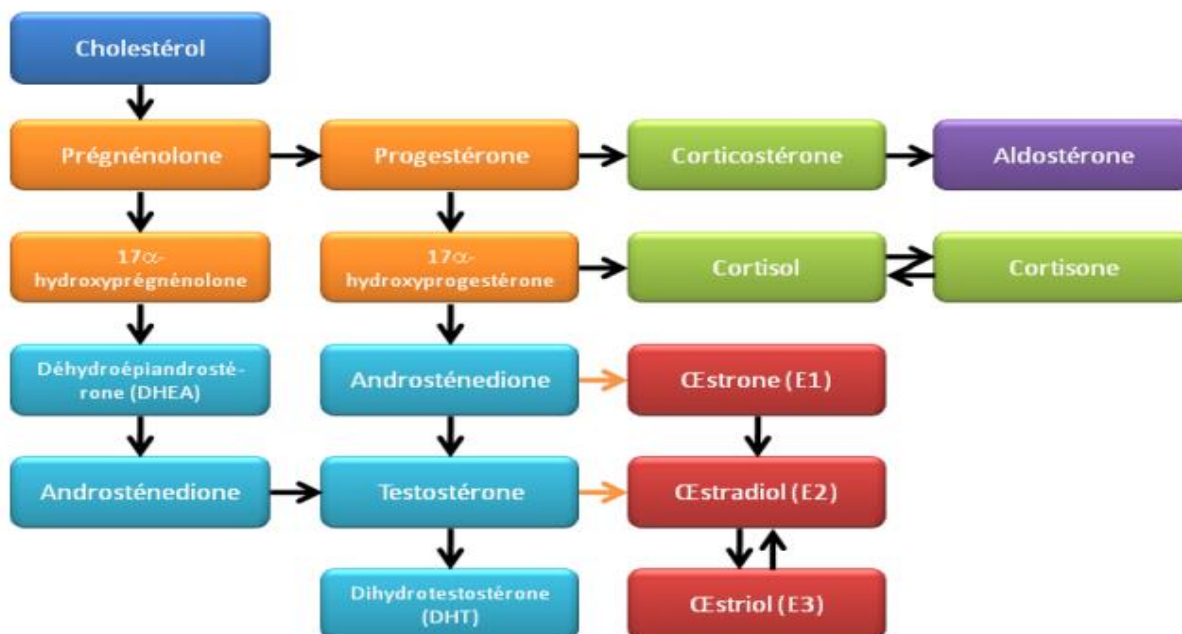 Cholestérol
Prégnénolone
Progestérone
Corticostérone
Aldostérone
17α-
hydroxyprégnénolone
17α-
hydroxyprogestérone
Cortisol
Cortisone
Déhydroépiandrosté-
rone (DHEA)
Androsténedione
Œstrone (E1)
Androsténedione
Testostérone
Œstradiol (E2)
Dihydrotestostérone
(DHT)
Œstriol (E3)